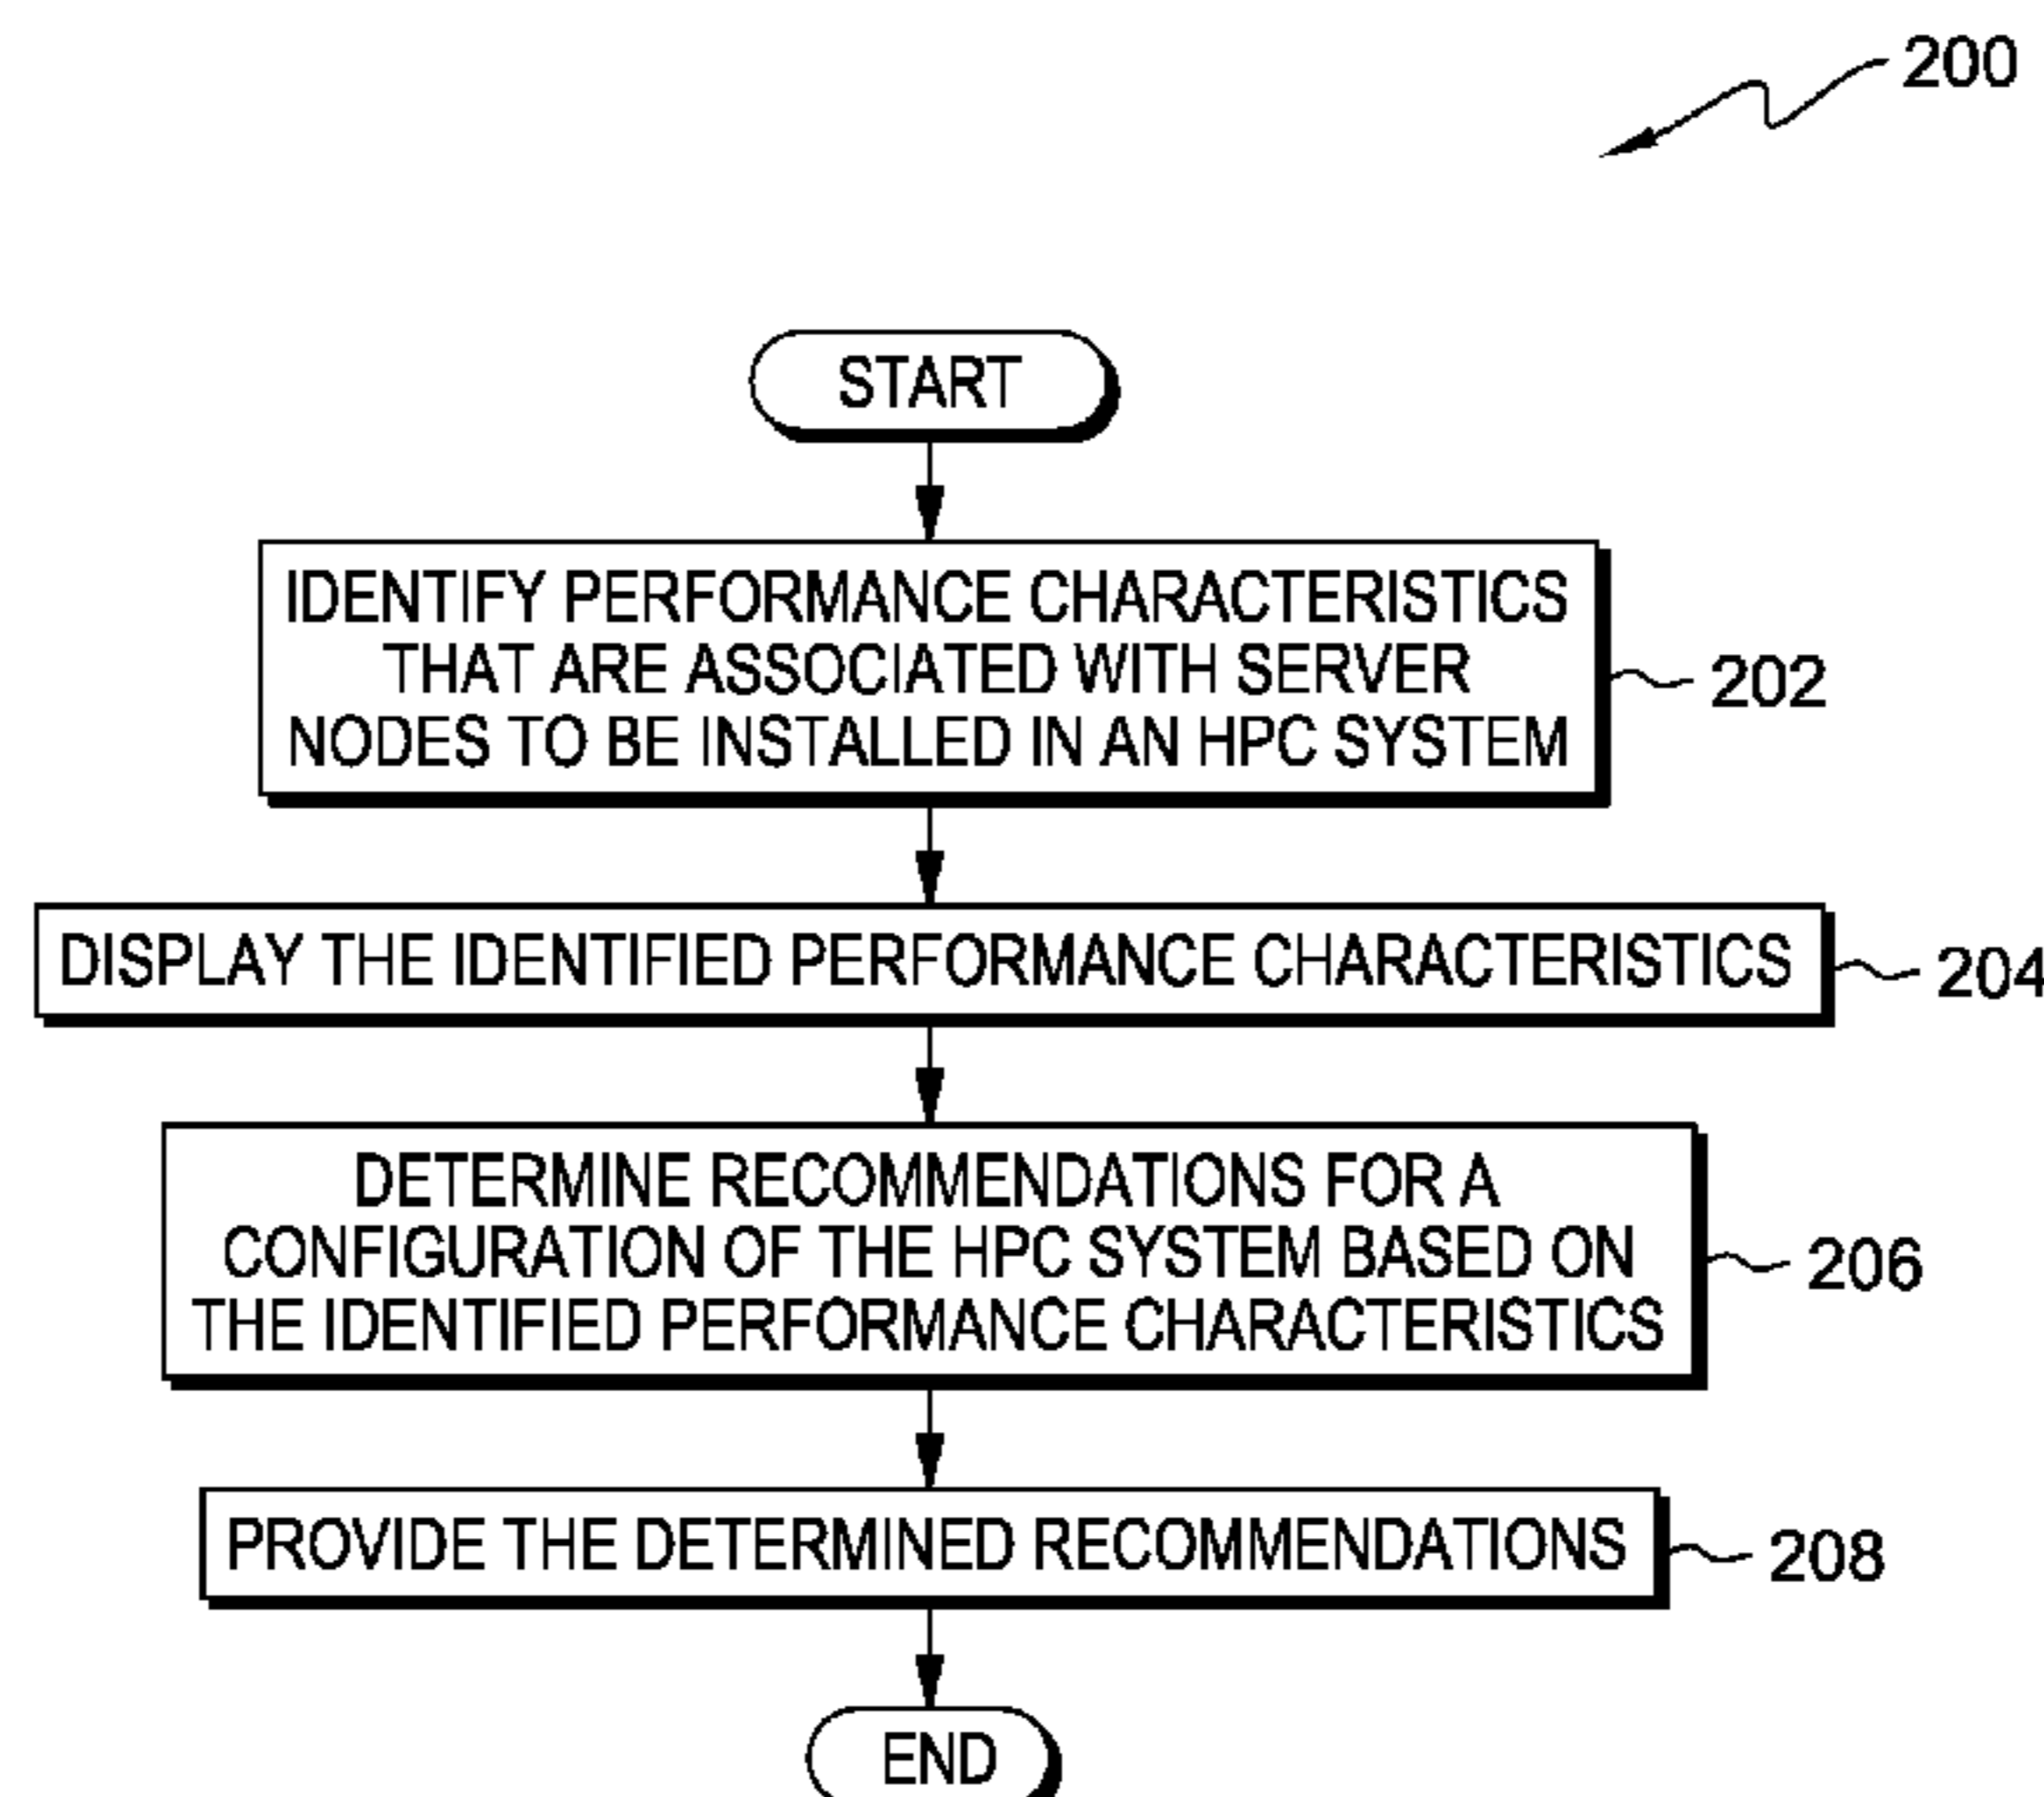 200
START
IDENTIFY PERFORMANCE CHARACTERISTICS
THAT ARE ASSOCIATED WITH SERVER
NODES TO BE INSTALLED IN AN HPC SYSTEM
202
DISPLAY THE IDENTIFIED PERFORMANCE CHARACTERISTICS
204
DETERMINE RECOMMENDATIONS FOR A
CONFIGURATION OF THE HPC SYSTEM BASED ON
THE IDENTIFIED PERFORMANCE CHARACTERISTICS
206
PROVIDE THE DETERMINED RECOMMENDATIONS
208
END